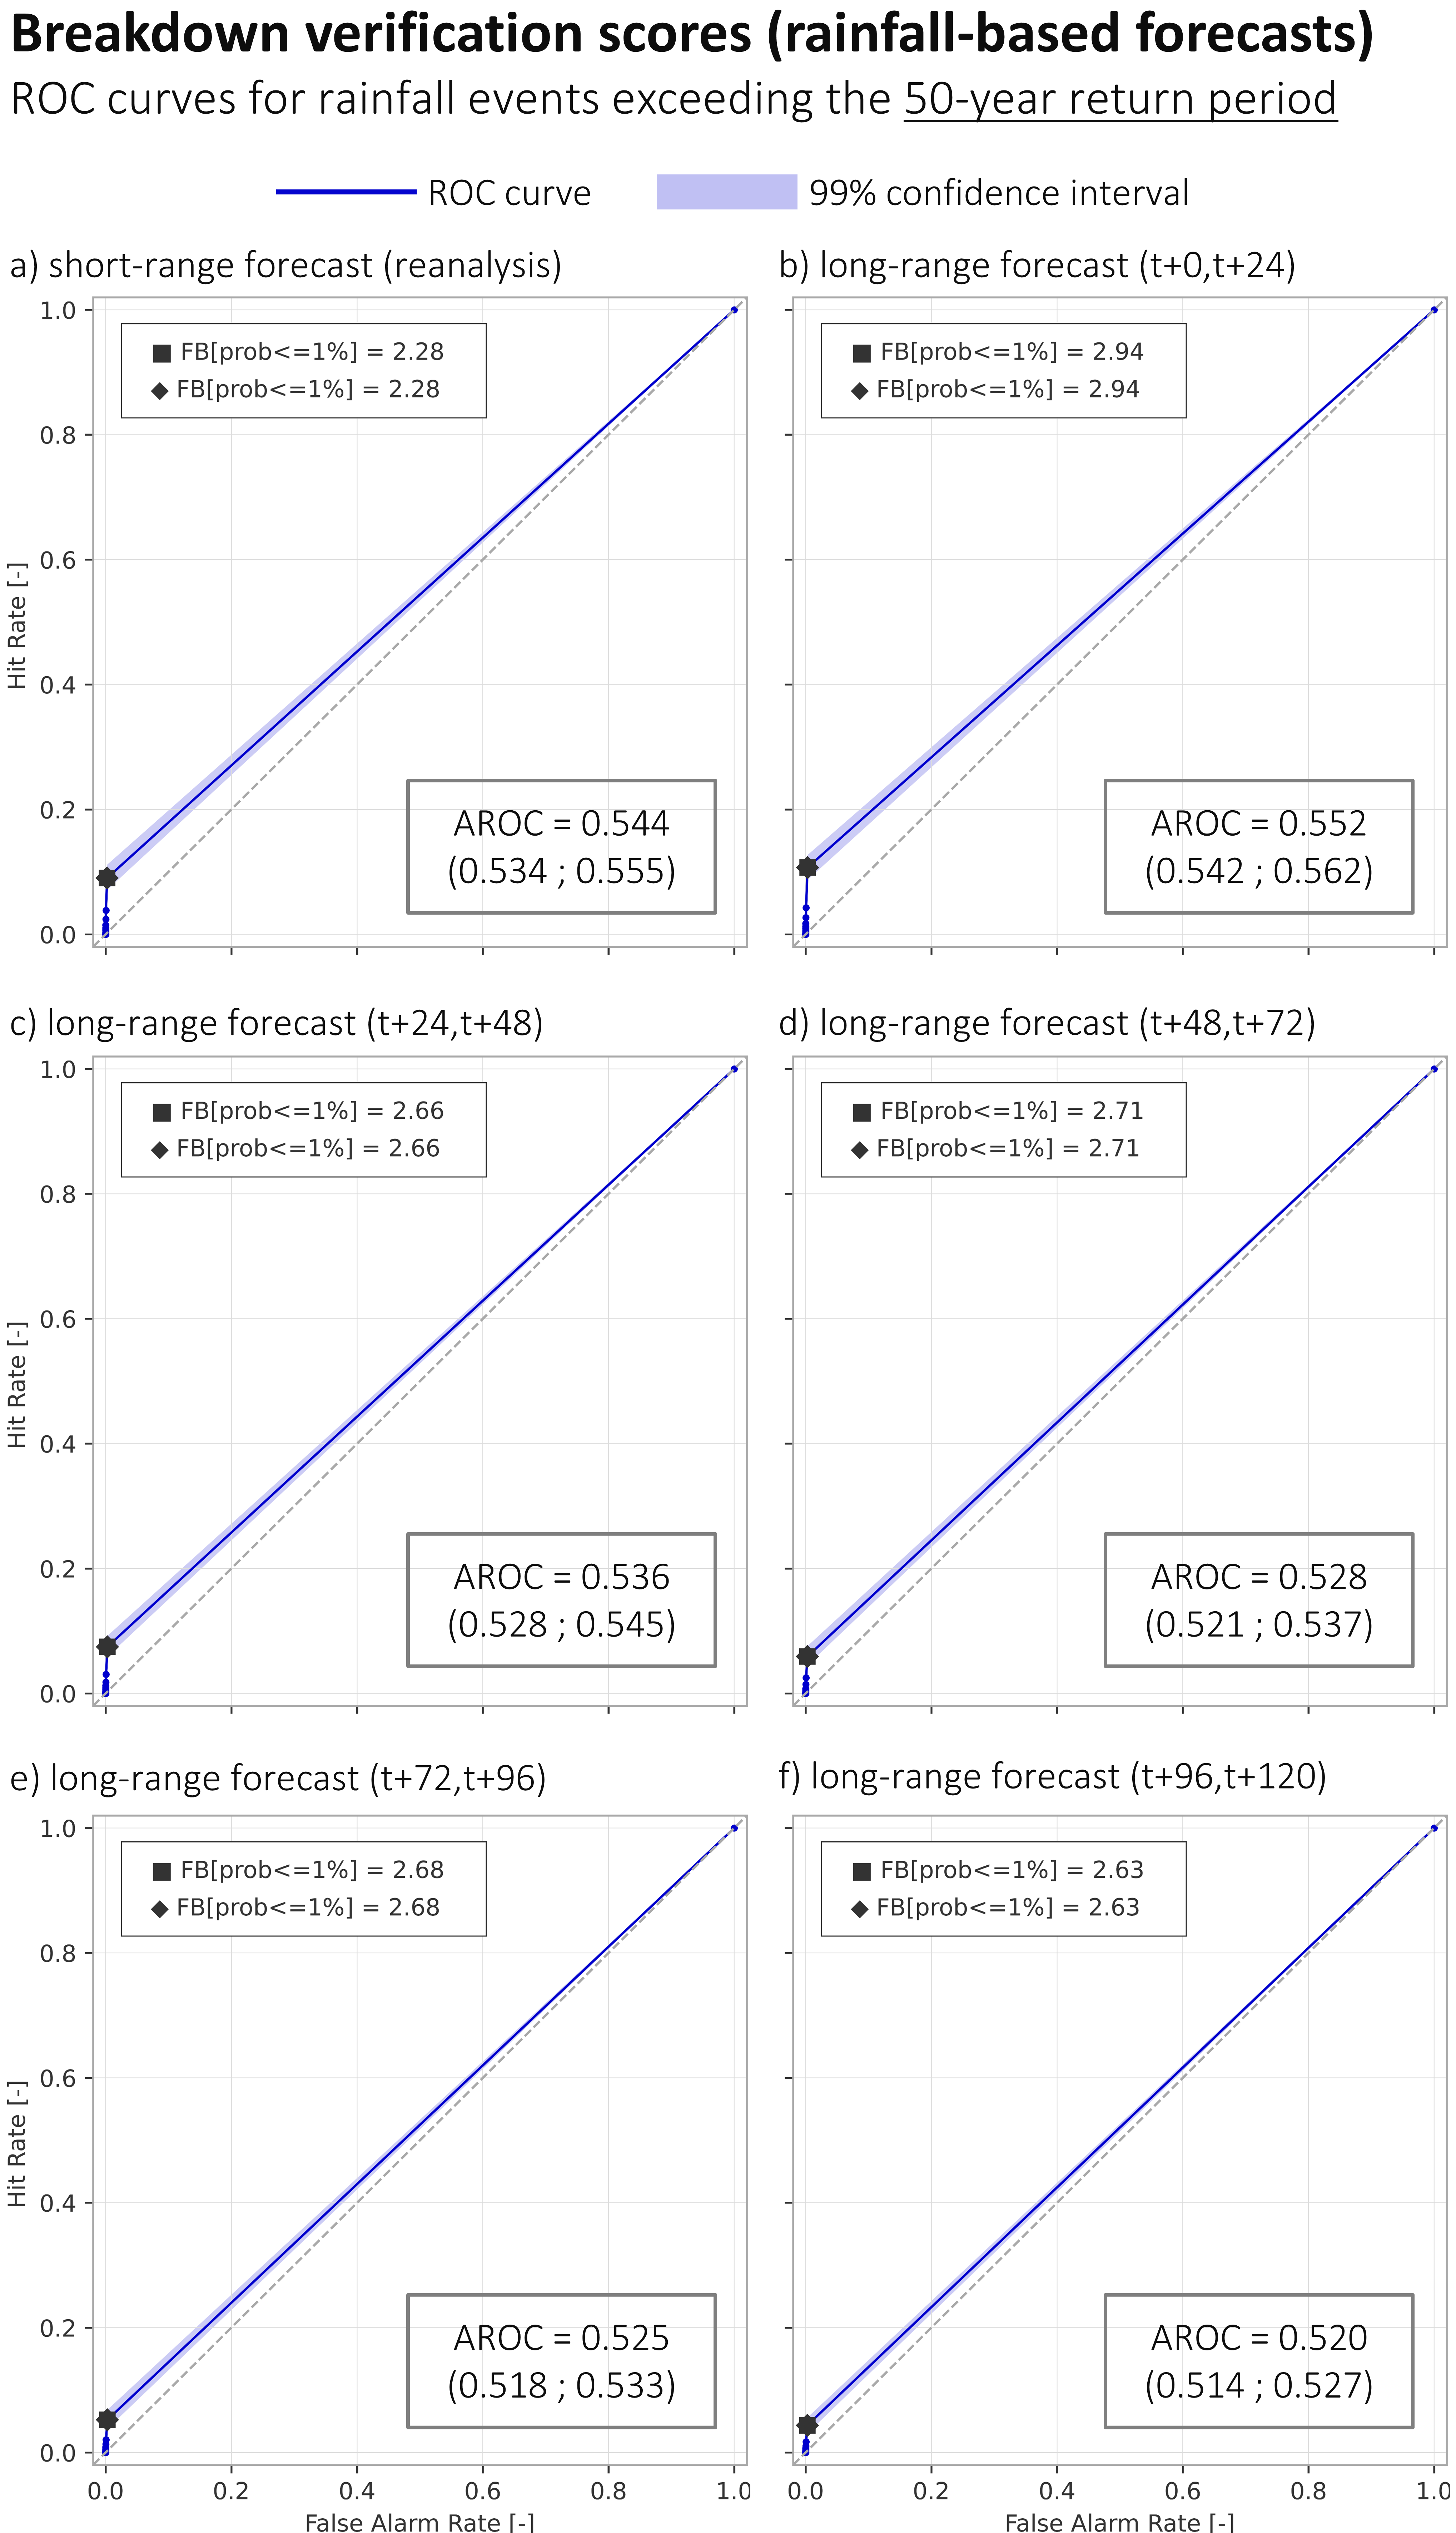 Breakdown verification scores (rainfall-based forecasts)
ROC curves for rainfall events exceeding the 50-year return period
ROC curve
99% confidence interval
a) short-range forecast (reanalysis)
1.0
0.8
0.6
0.4
0.2
0.0
Hit Rate [-]
FB[prob<=1%] = 2.28
FB[prob<=1%] = 2.28
AROC = 0.544
(0.534 ; 0.555)
b) long-range forecast (t+0,t+24)
FB[prob<=1%] = 2.94
FB[prob<=1%] = 2.94
AROC = 0.552
(0.542 ; 0.562)
c) long-range forecast (t+24,t+48)
1.0
0.8
0.6
0.4
0.2
0.0
Hit Rate [-]
FB[prob<=1%] = 2.66
FB[prob<=1%] = 2.66
AROC = 0.536
(0.528 ; 0.545)
d) long-range forecast (t+48,t+72)
FB[prob<=1%] = 2.71
FB[prob<=1%] = 2.71
AROC = 0.528
(0.521 ; 0.537)
e) long-range forecast (t+72,t+96)
1.0
0.8
0.6
0.4
0.2
0.0
Hit Rate [-]
FB[prob<=1%] = 2.68
FB[prob<=1%] = 2.68
AROC = 0.525
(0.518 ; 0.533)
0.0 0.2 0.4 0.6 0.8 1.0
False Alarm Rate [-]
f) long-range forecast (t+96,t+120)
FB[prob<=1%] = 2.63
FB[prob<=1%] = 2.63
AROC = 0.520
(0.514 ; 0.527)
0.0 0.2 0.4 0.6 0.8 1.0
False Alarm Rate [-]